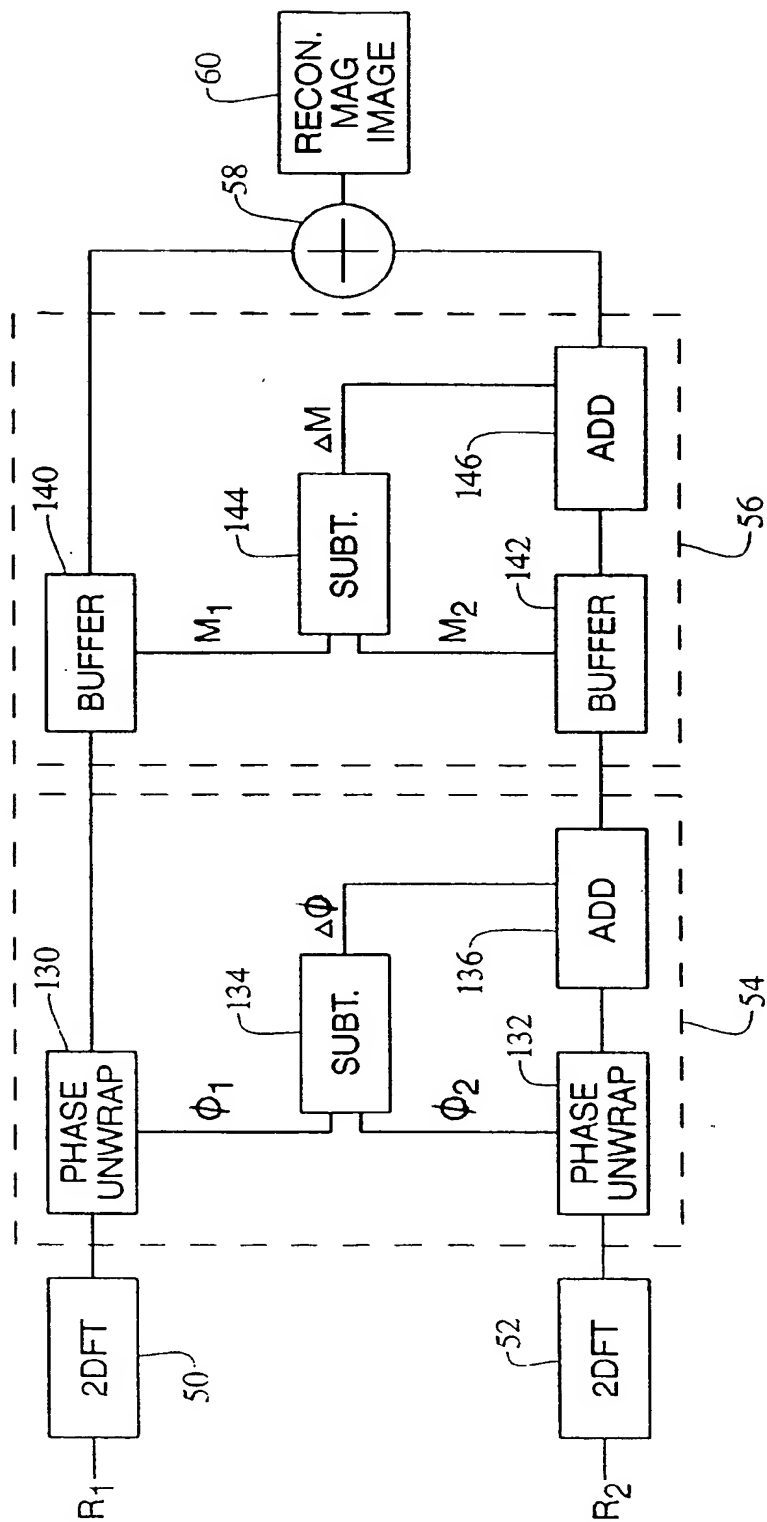 R1
2DFT
50
PHASE
UNWRAP
130
ϕ1
SUBT.
134
Δϕ
ϕ2
R2
2DFT
52
PHASE
UNWRAP
132
ADD
136
54
BUFFER
140
M1
SUBT.
144
ΔM
M2
BUFFER
142
ADD
146
56
58
RECON.
MAG
IMAGE
60